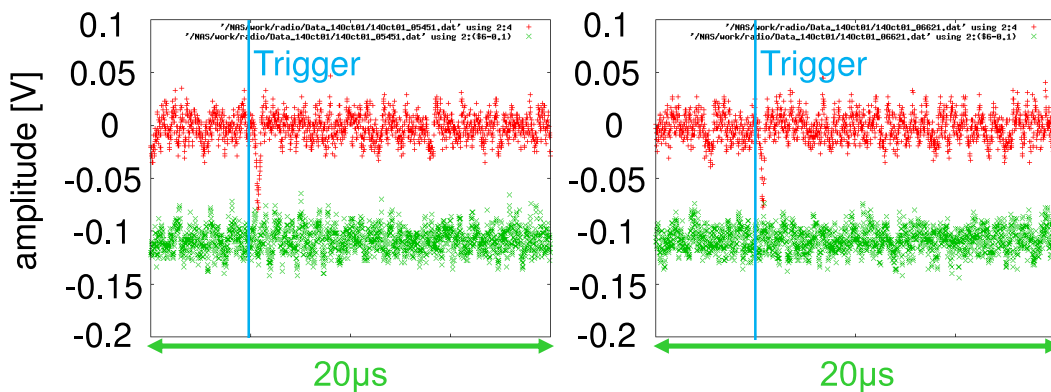 '/NAS/work/radio/Data_14Oct01/14Oct01_05451.dat' using 2:4
'/NAS/work/radio/Data_14Oct01/14Oct01_05451.dat' using 2:($6-0.1)
Trigger
amplitude [V]
0.1
0.05
0
-0.05
-0.1
-0.15
-0.2
20μs
'/NAS/work/radio/Data_14Oct01/14Oct01_06621.dat' using 2:4
'/NAS/work/radio/Data_14Oct01/14Oct01_06621.dat' using 2:($6-0.1)
Trigger
0.1
0.05
0
-0.05
-0.1
-0.15
-0.2
20μs